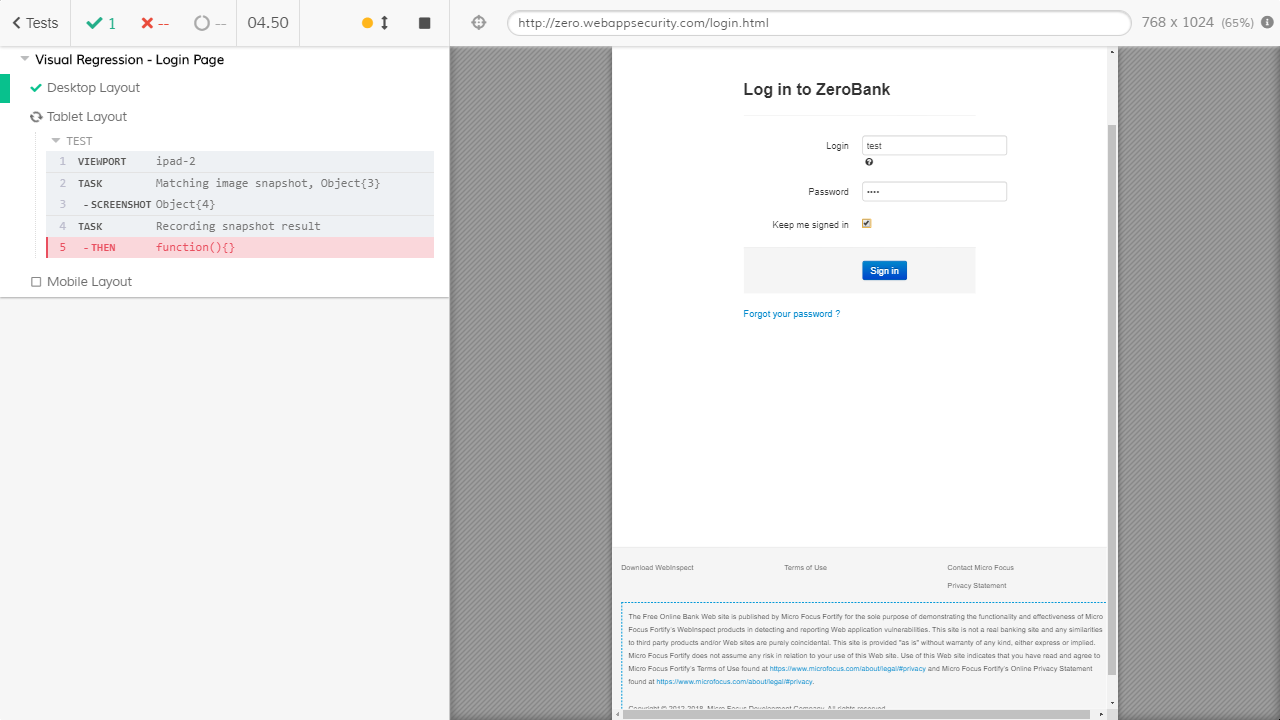 Tests 1 -- -- 04.50 http://zero.webappsecurity.com/login.html 768 x 1024 (65%)
Visual Regression - Login Page
Desktop Layout
Tablet Layout
TEST
1 VIEWPORT ipad-2
2 TASK Matching image snapshot, Object{3}
3 -SCREENSHOT Object{4}
4 TASK Recording snapshot result
5 -THEN function(){}
Mobile Layout
Log in to ZeroBank
Login test
Password ••••
Keep me signed in
Sign in
Forgot your password ?
Download WebInspect Terms of Use Contact Micro Focus
Privacy Statement
The Free Online Bank Web site is published by Micro Focus Fortify for the sole purpose of demonstrating the functionality and effectiveness of Micro
Focus Fortify's WebInspect products in detecting and reporting Web application vulnerabilities. This site is not a real banking site and any similarities
to third party products and/or Web sites are purely coincidental. This site is provided "as is" without warranty of any kind, either express or implied.
Micro Focus Fortify does not assume any risk in relation to your use of this Web site. Use of this Web site indicates that you have read and agree to
Micro Focus Fortify's Terms of Use found at https://www.microfocus.com/about/legal/#privacy and Micro Focus Fortify's Online Privacy Statement
found at https://www.microfocus.com/about/legal/#privacy.
Copyright © 2012-2018, Micro Focus Development Company. All rights reserved.